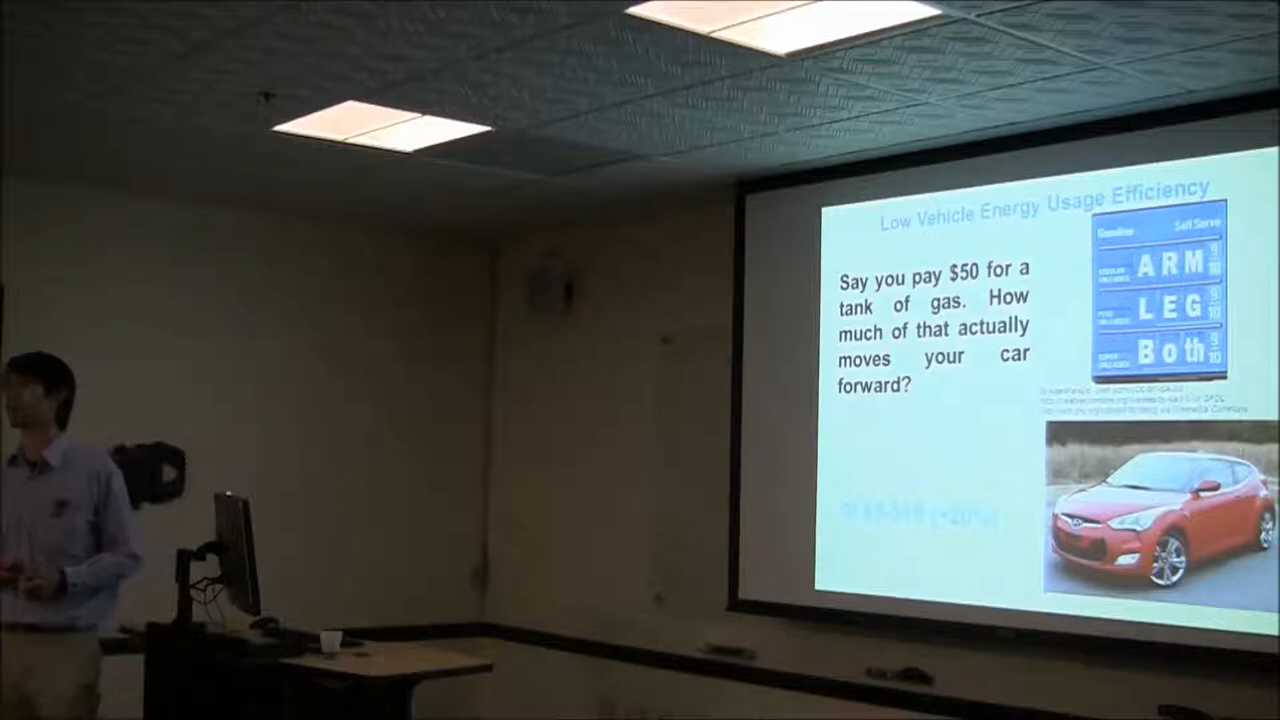 Low Vehicle Energy Usage Efficiency
Say you pay $50 for a
tank of gas. How
much of that actually
moves your car
forward?
Gasoline Self Serve
ARM 9/10
LEG 9/10
Both 9/10